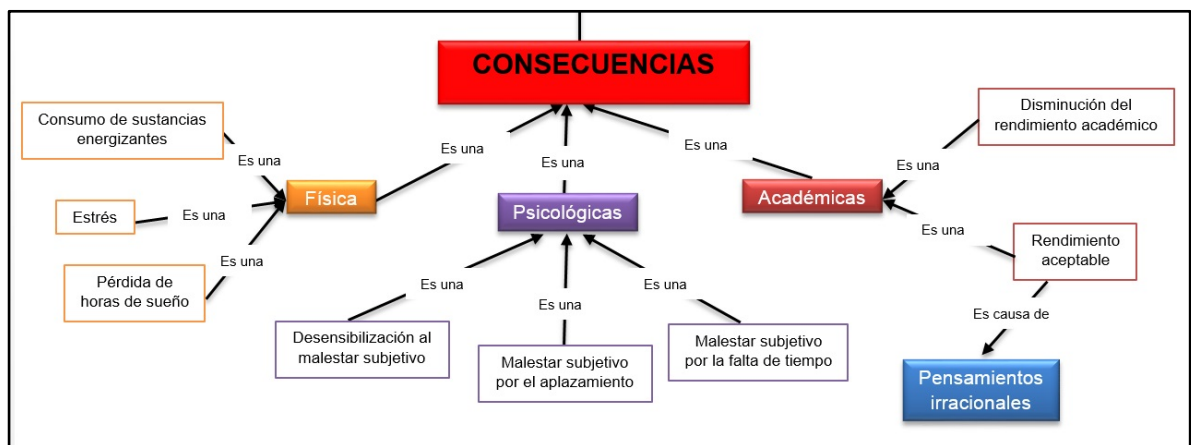 CONSECUENCIAS
Consumo de sustancias
energizantes
Disminución del
rendimiento académico
Es una
Es una
Es una
Es una
Es una
Física
Académicas
Estrés
Es una
Psicológicas
Es una
Es una
Pérdida de
horas de sueño
Rendimiento
aceptable
Es una
Es una
Es una
Es causa de
Desensibilización al
malestar subjetivo
Malestar subjetivo
por el aplazamiento
Malestar subjetivo
por la falta de tiempo
Pensamientos
irracionales